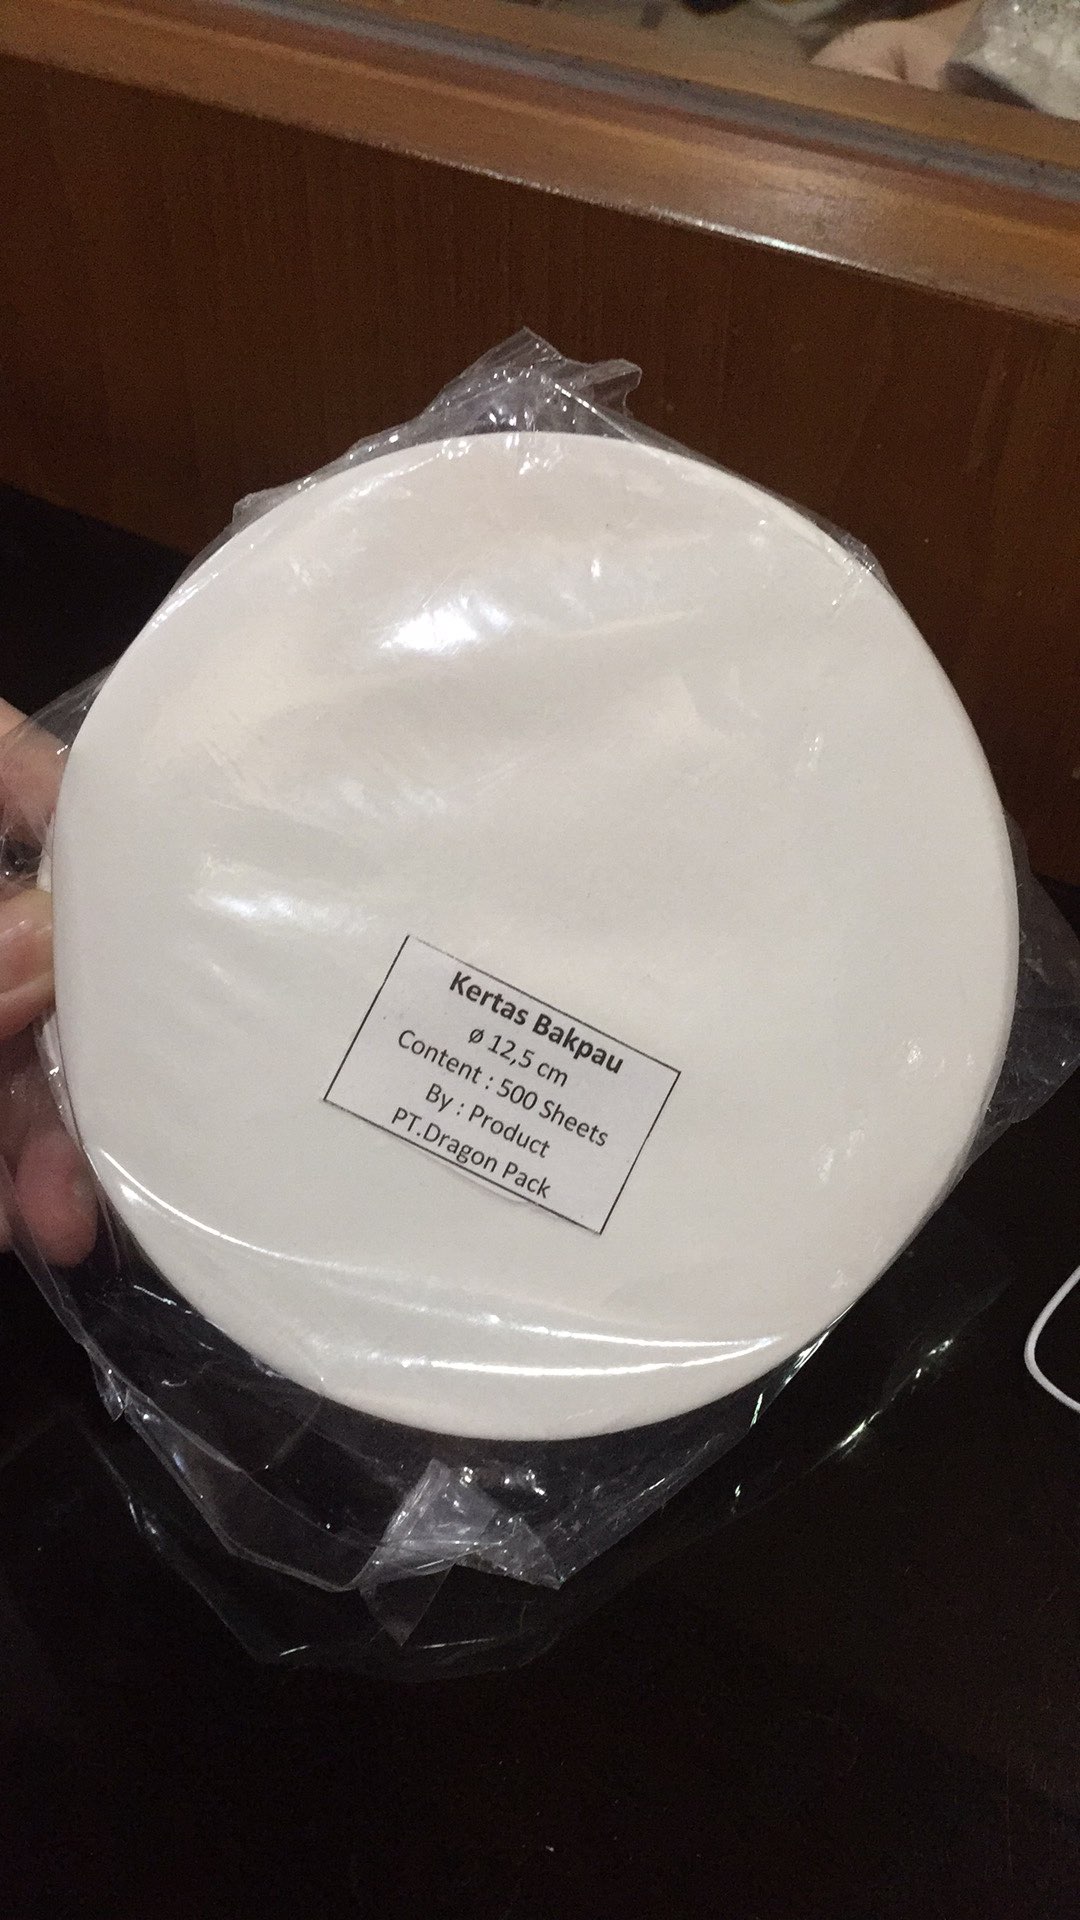 Kertas Bakpau
ø 12,5 cm
Content : 500 Sheets
By : Product
PT.Dragon Pack